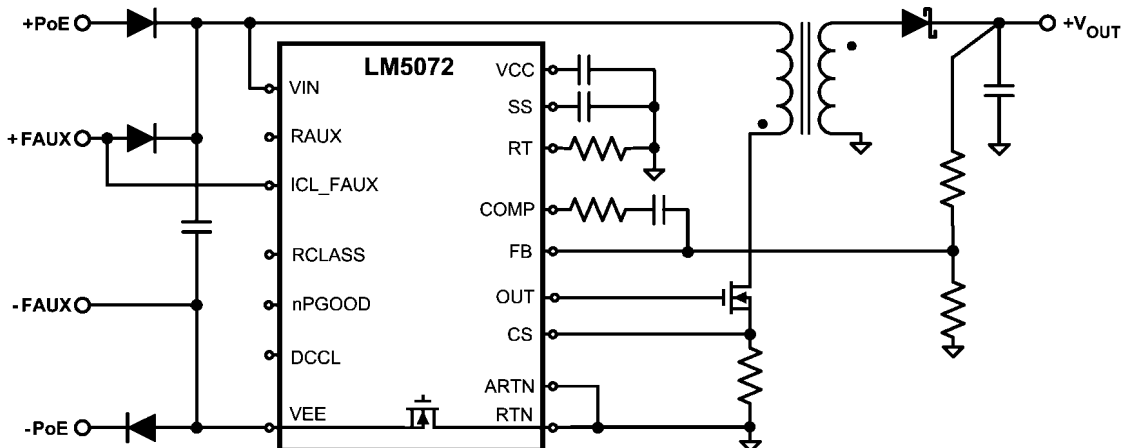 +PoE
+FAUX
-FAUX
-PoE
LM5072
VIN
RAUX
ICL_FAUX
RCLASS
nPGOOD
DCCL
VEE
VCC
SS
RT
COMP
FB
OUT
CS
ARTN
RTN
+VOUT